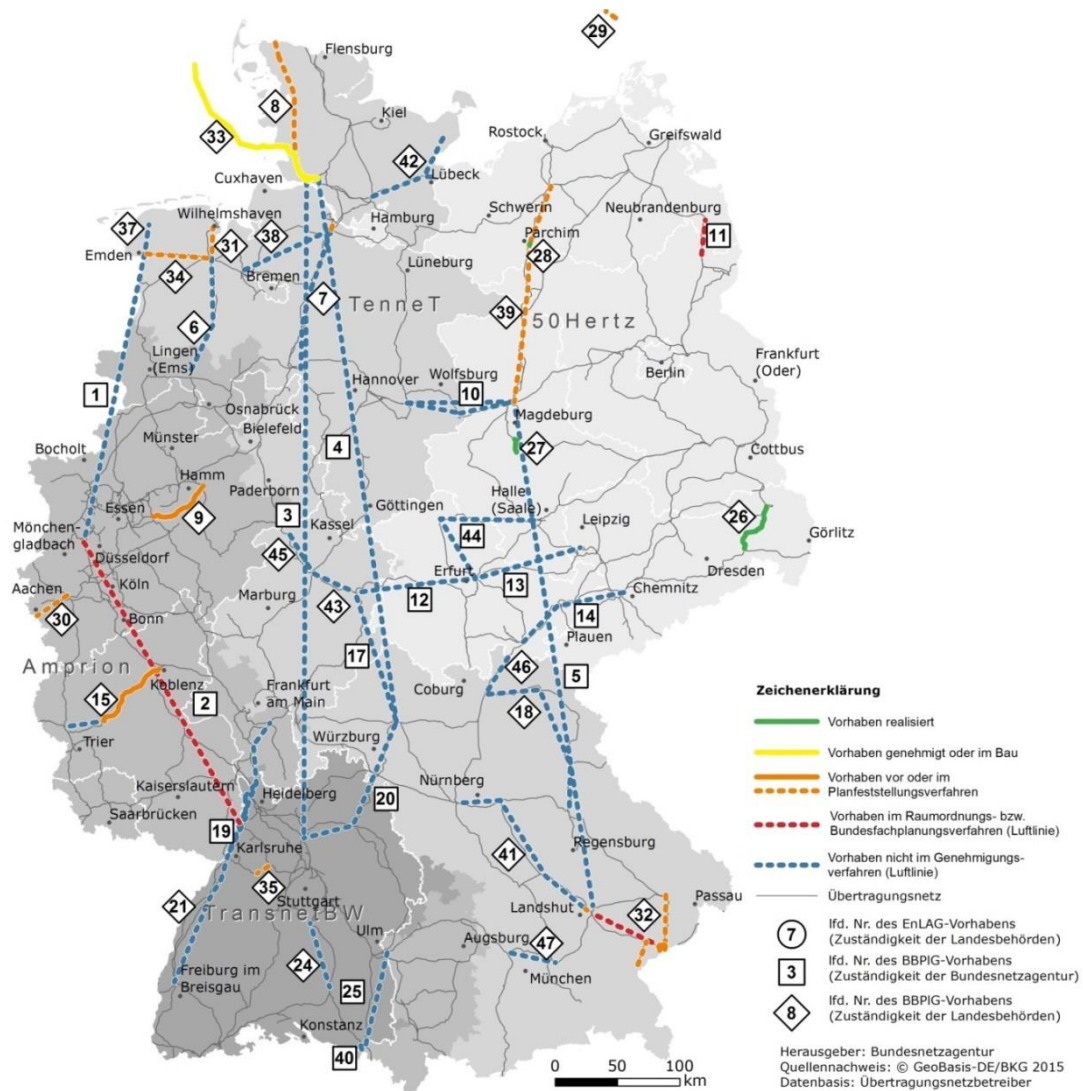 29
Flensburg
8
Kiel
33
Rostock
Greifswald
42
Cuxhaven
Lübeck
Wilhelmshaven
Schwerin
Neubrandenburg
37
38
Hamburg
31
Parchim
11
Emden
28
34
Bremen
Lüneburg
7
TenneT
39
50Hertz
6
Lingen
(Ems)
Frankfurt
(Oder)
Wolfsburg
Berlin
1
Hannover
10
Osnabrück
Magdeburg
Bielefeld
Münster
4
27
Bocholt
Cottbus
Hamm
Paderborn
Halle
(Saale)
Göttingen
Essen
9
3
Kassel
Leipzig
26
Görlitz
Mönchen-
gladbach
44
Düsseldorf
45
Erfurt
Dresden
Köln
13
Aachen
12
Chemnitz
30
Marburg
43
14
Bonn
Plauen
Amprion
17
46
5
Koblenz
Coburg
15
2
Frankfurt
am Main
18
Trier
Würzburg
Kaiserslautern
Nürnberg
Heidelberg
20
Saarbrücken
19
Karlsruhe
Regensburg
41
35
Stuttgart
Passau
21
TransnetBW
Landshut
32
Ulm
Augsburg
47
24
München
Freiburg im
Breisgau
25
Konstanz
40
0 50 100
km
Zeichenerklärung
Vorhaben realisiert
Vorhaben genehmigt oder im Bau
Vorhaben vor oder im
Planfeststellungsverfahren
Vorhaben im Raumordnungs- bzw.
Bundesfachplanungsverfahren (Luftlinie)
Vorhaben nicht im Genehmigungs-
verfahren (Luftlinie)
Übertragungsnetz
7
lfd. Nr. des EnLAG-Vorhabens
(Zuständigkeit der Landesbehörden)
3
lfd. Nr. des BBPlG-Vorhabens
(Zuständigkeit der Bundesnetzagentur)
8
lfd. Nr. des BBPlG-Vorhabens
(Zuständigkeit der Landesbehörden)
Herausgeber: Bundesnetzagentur
Quellennachweis: © GeoBasis-DE/BKG 2015
Datenbasis: Übertragungsnetzbetreiber